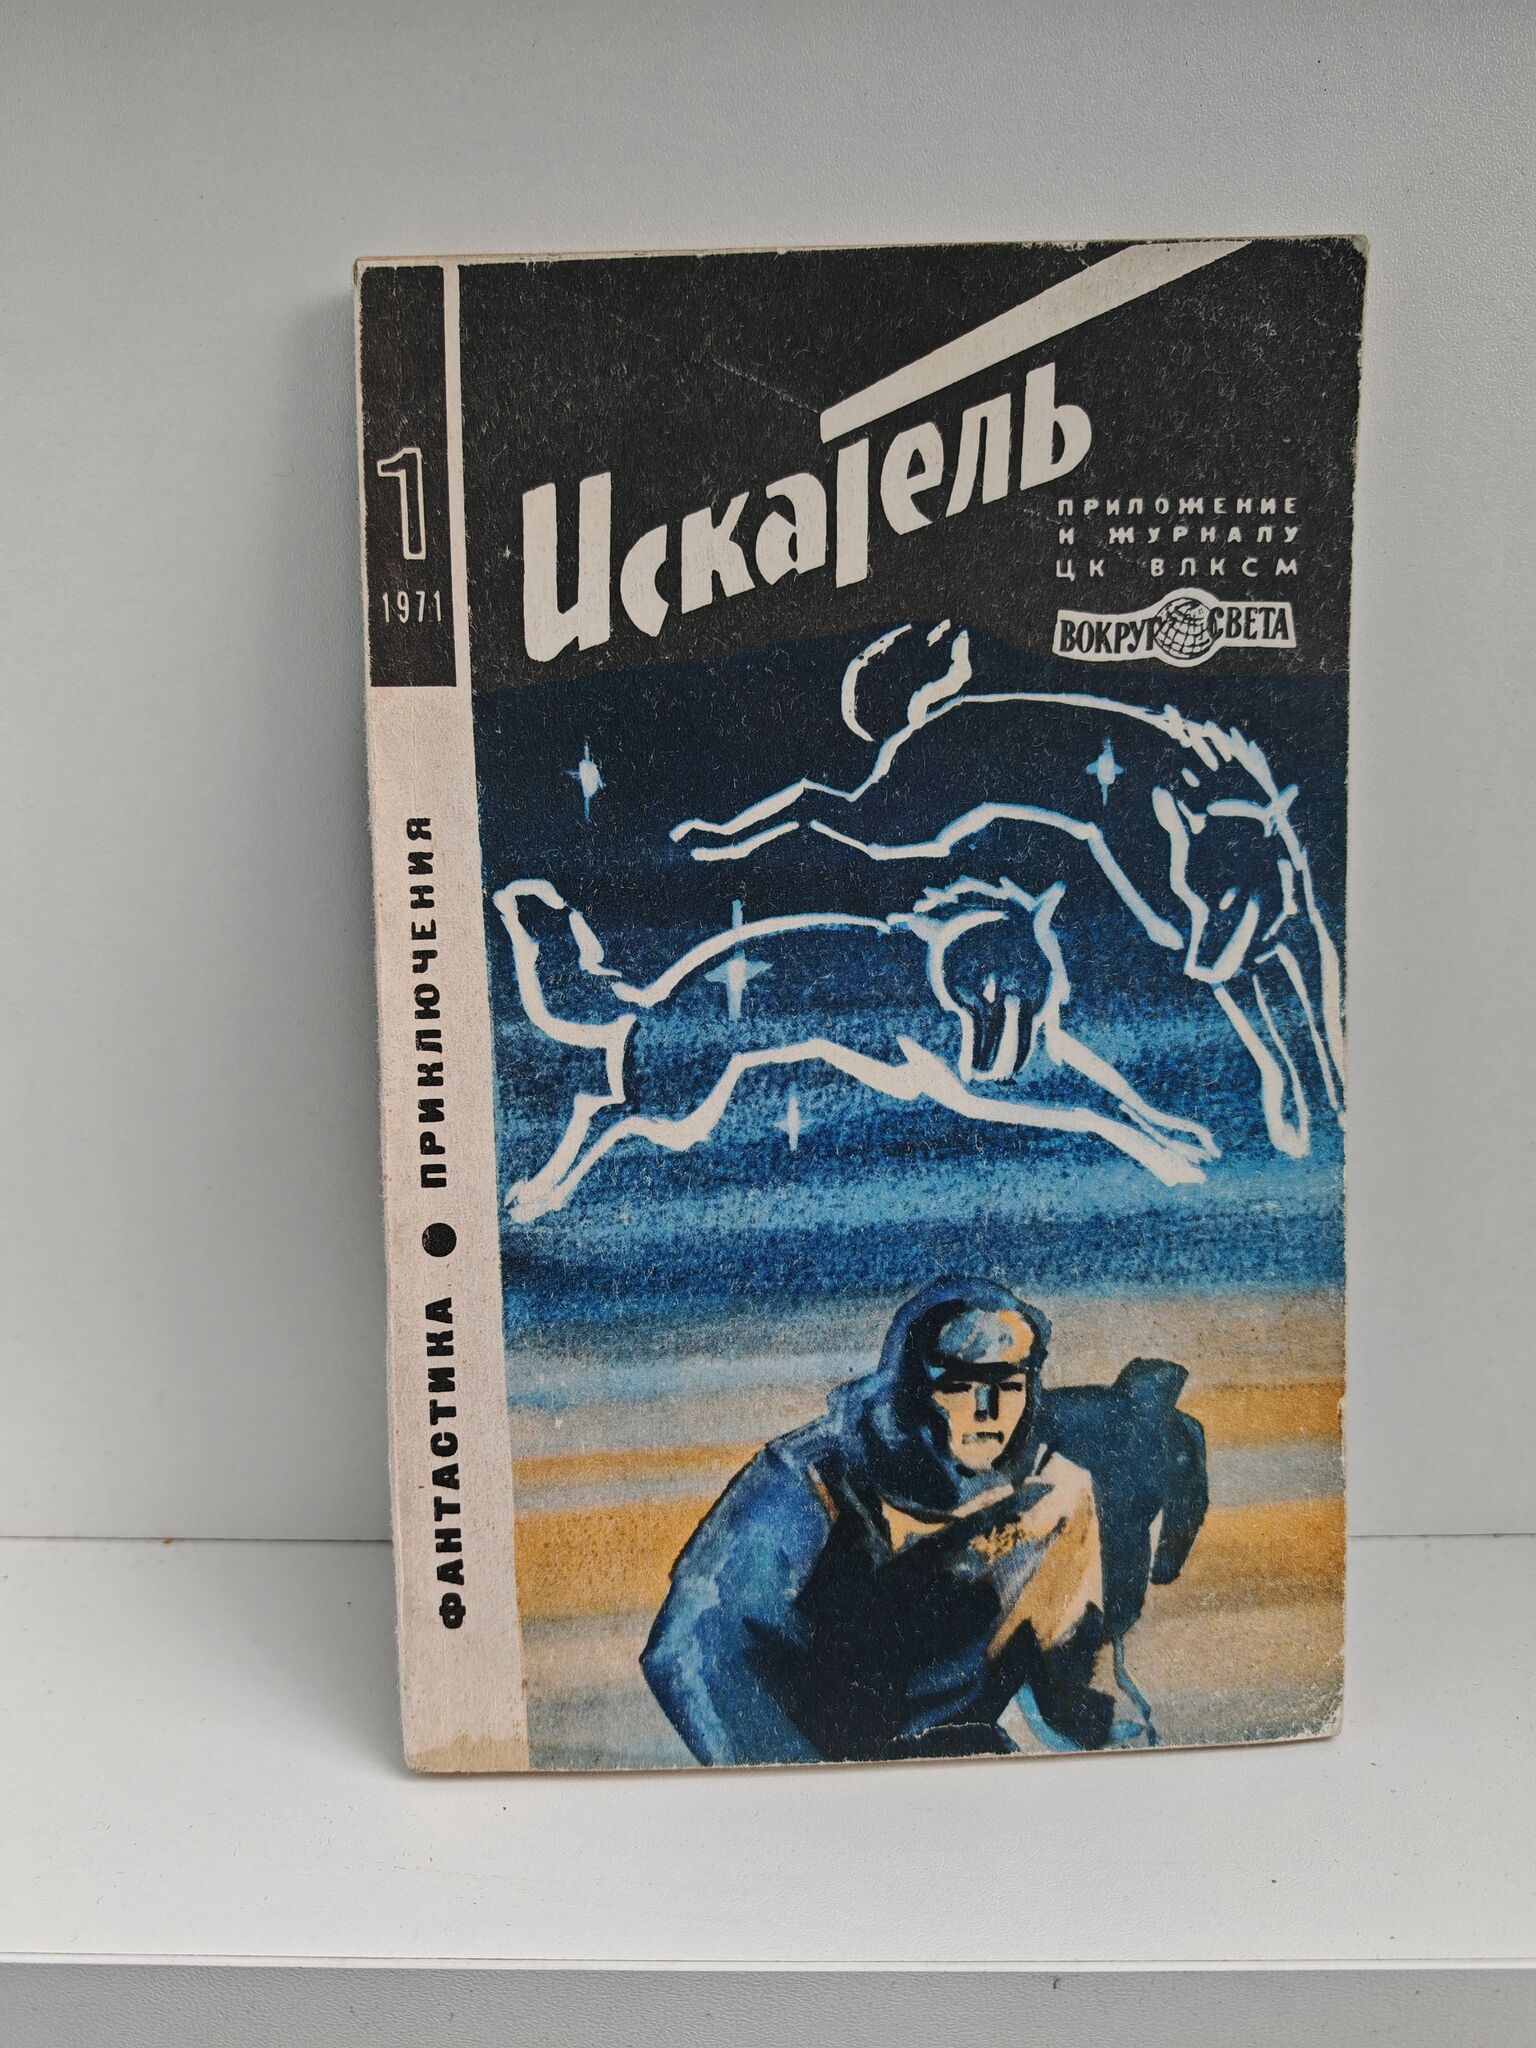 1
1971
Искатель
ПРИЛОЖЕНИЕ
К ЖУРНАЛУ
ЦК ВЛКСМ
ВОКРУГ СВЕТА
ФАНТАСТИКА ● ПРИКЛЮЧЕНИЯ